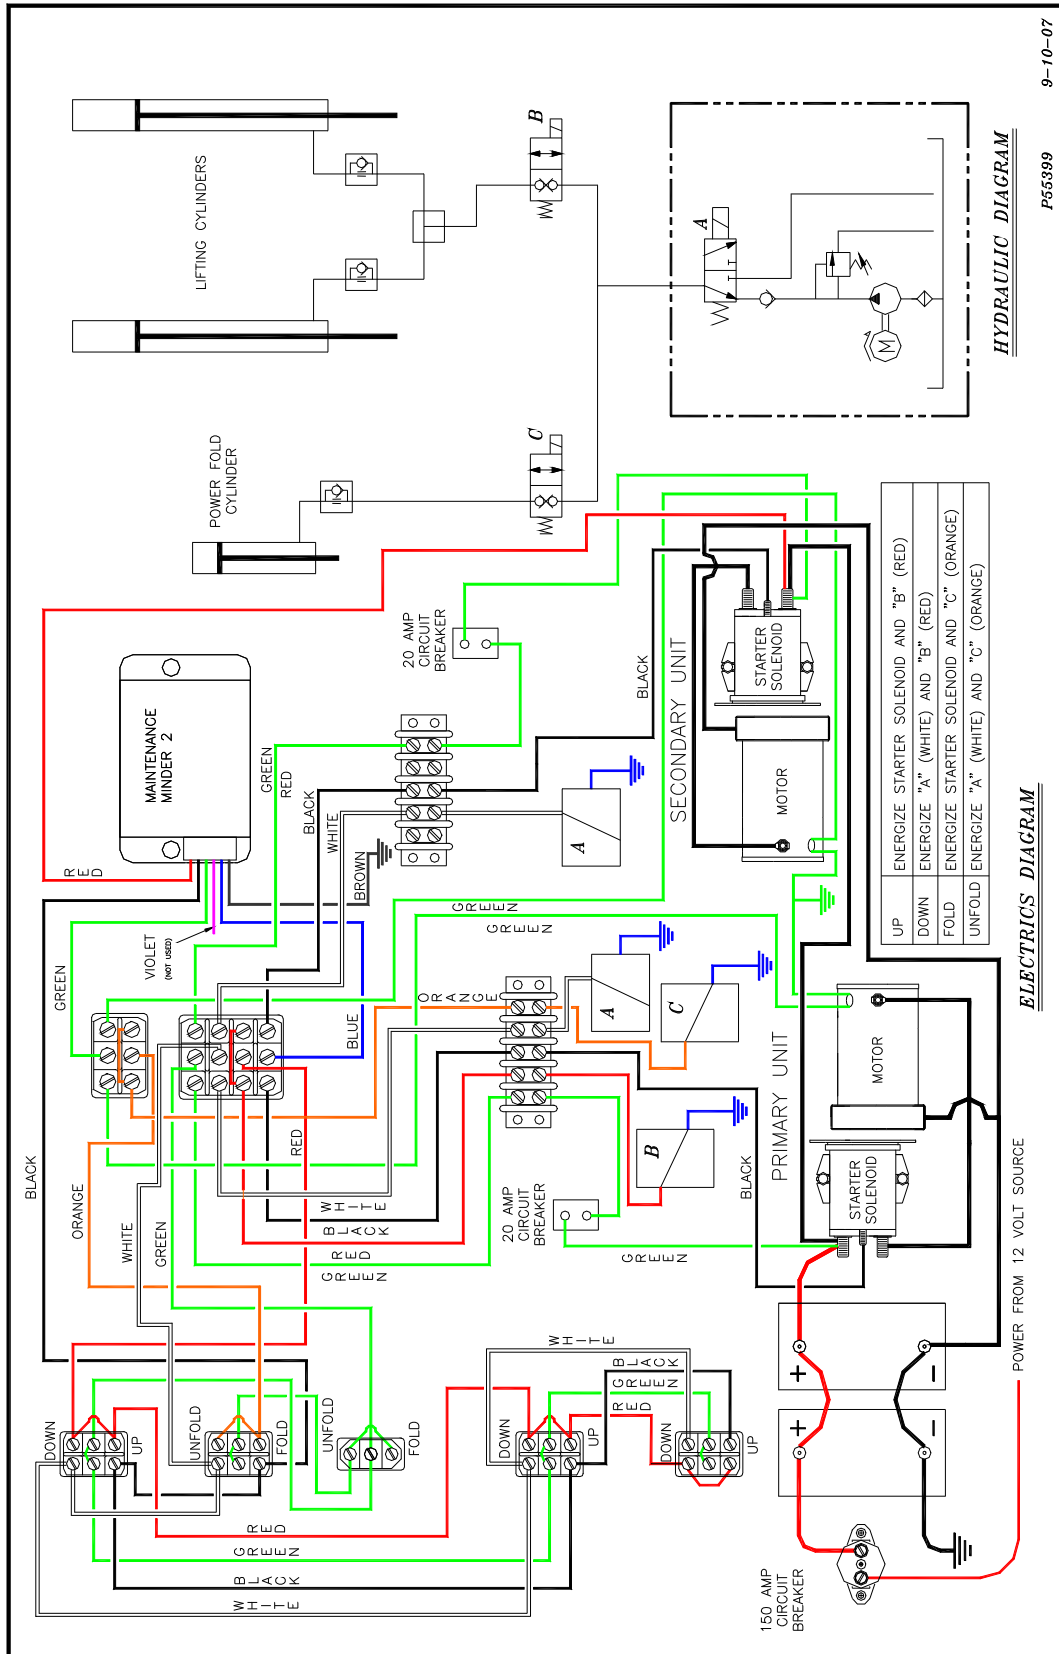 9-10-07
P55399
HYDRAULIC DIAGRAM
LIFTING CYLINDERS
B
A
M
POWER FOLD
CYLINDER
C
MAINTENANCE
MINDER 2
RED
20 AMP
CIRCUIT
BREAKER
GREEN
RED
BLACK
WHITE
BROWN
BLACK
A
SECONDARY UNIT
STARTER
SOLENOID
MOTOR
UP ENERGIZE STARTER SOLENOID AND "B" (RED)
DOWN ENERGIZE "A" (WHITE) AND "B" (RED)
FOLD ENERGIZE STARTER SOLENOID AND "C" (ORANGE)
UNFOLD ENERGIZE "A" (WHITE) AND "C" (ORANGE)
ELECTRICS DIAGRAM
VIOLET
(NOT USED)
GREEN
GREEN
GREEN
BLUE
ORANGE
A
C
B
PRIMARY UNIT
MOTOR
STARTER
SOLENOID
BLACK
BLACK
ORANGE
WHITE
GREEN
RED
WHITE
BLACK
RED
GREEN
20 AMP
CIRCUIT
BREAKER
GREEN
POWER FROM 12 VOLT SOURCE
+
-
+
-
150 AMP
CIRCUIT
BREAKER
DOWN
UP
UNFOLD
FOLD
UNFOLD
FOLD
WHITE
BLACK
GREEN
RED
DOWN
UP
DOWN
UP
RED
GREEN
BLACK
WHITE